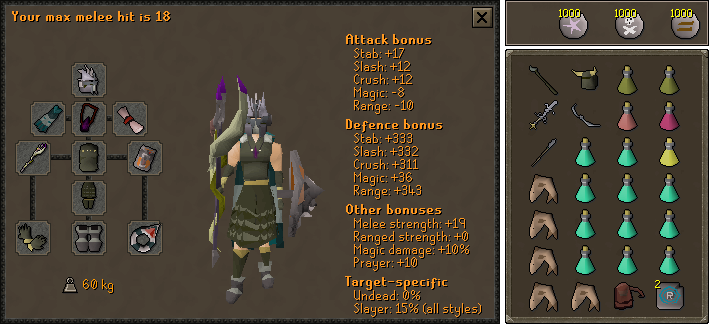 Your max melee hit is 18
1000
1000
1000
Attack bonus
Stab: +17
Slash: +12
Crush: +12
Magic: -8
Range: -10
Defence bonus
Stab: +333
Slash: +332
Crush: +311
Magic: +36
Range: +343
Other bonuses
Melee strength: +19
Ranged strength: +0
Magic damage: +10%
Prayer: +10
Target-specific
Undead: 0%
Slayer: 15% (all styles)
60 kg
2
R